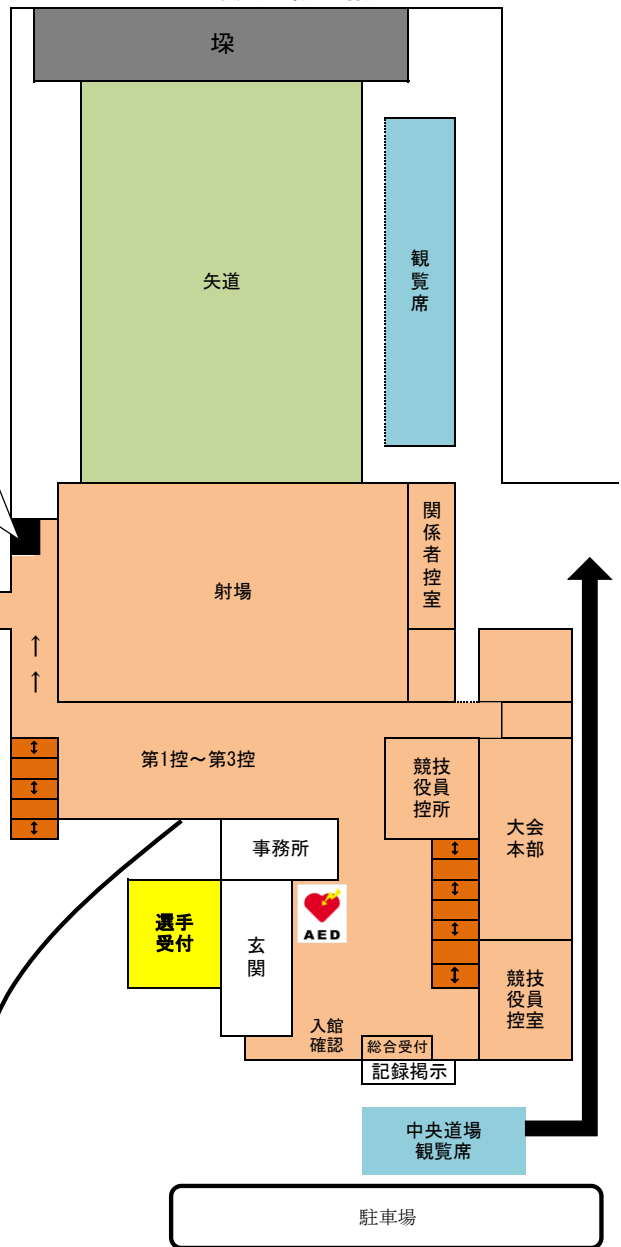 垜
矢道
観覧席
関係者控室
射場
↑
↑
↕
↕
↕
第1控～第3控
競技
役員
控所
大会
本部
事務所
↕
↕
↕
↕
選手
受付
玄関
AED
競技
役員
控室
入館
確認
総合受付
記録掲示
中央道場
観覧席
駐車場